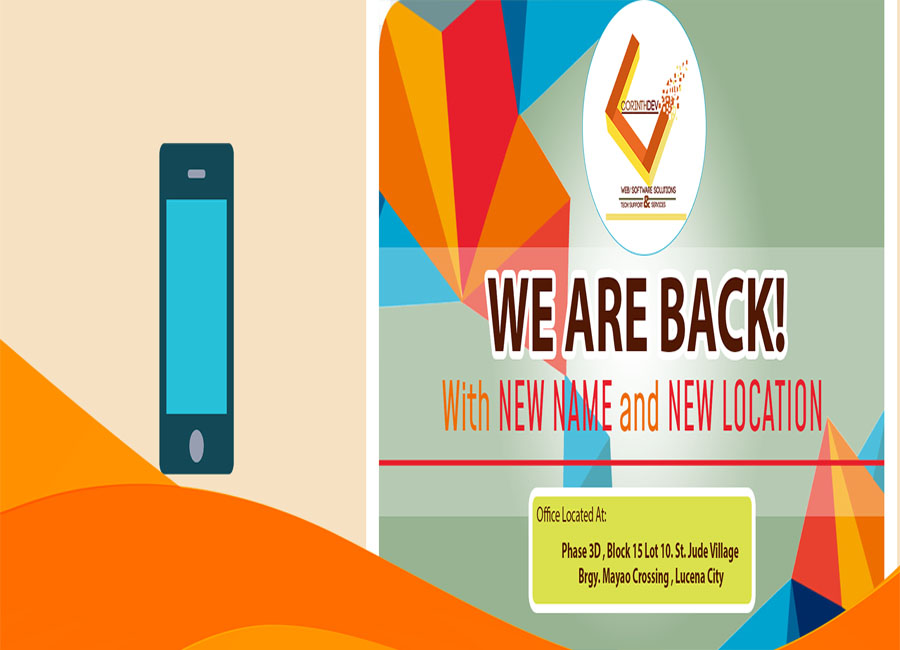 CORINTHDEV
WEB/ SOFTWARE SOLUTIONS
&
TECH SUPPORT SERVICES
WE ARE BACK!
With NEW NAME and NEW LOCATION
Office Located At:
Phase 3D , Block 15 Lot 10. St. Jude Village
Brgy. Mayao Crossing , Lucena City